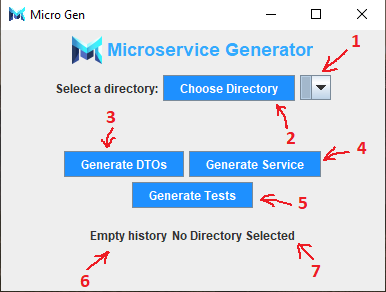 Micro Gen
Microservice Generator
1
Select a directory: Choose Directory
2
3
Generate DTOs Generate Service 4
Generate Tests 5
Empty history No Directory Selected
6 7